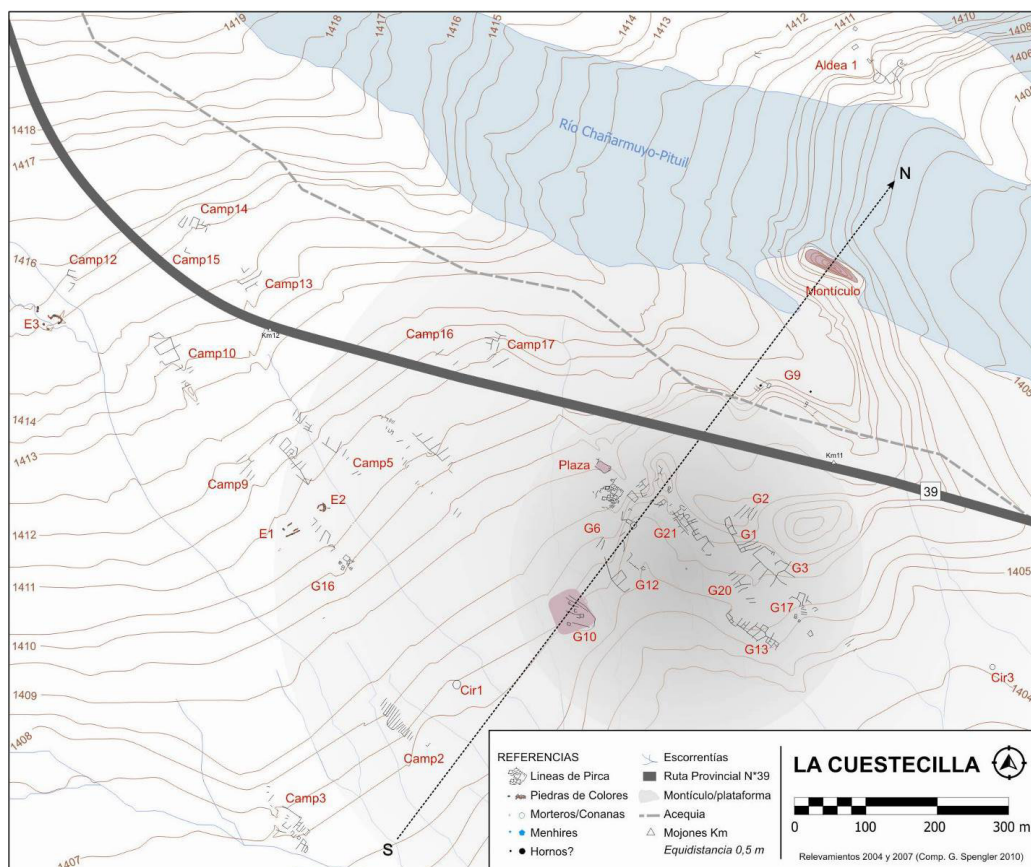 1419
1418
1417
1416
1415
1414
1413
1412
1411
1410
1408
Aldea 1
1418
1417
Río Chañarmuyo-Pituil
N
Camp14
Camp15
Camp12
1416
Camp13
Montículo
E3
Km12
Camp16
Camp17
Camp10
G9
1414
1413
Camp5
Plaza
Km11
39
Camp9
E2
G2
E1
G6
G21
G1
1412
G3
1405
G16
G12
G20
1411
G17
G10
G13
1410
Cir1
Cir3
1404
1409
1408
Camp2
Camp3
1407
S
REFERENCIAS
Lineas de Pirca
Piedras de Colores
Morteros/Conanas
Menhires
Hornos?
Escorrentías
Ruta Provincial N°39
Montículo/plataforma
Acequia
Mojones Km
Equidistancia 0,5 m
LA CUESTECILLA
0 100 200 300 m
Relevamientos 2004 y 2007 (Comp. G. Spengler 2010)